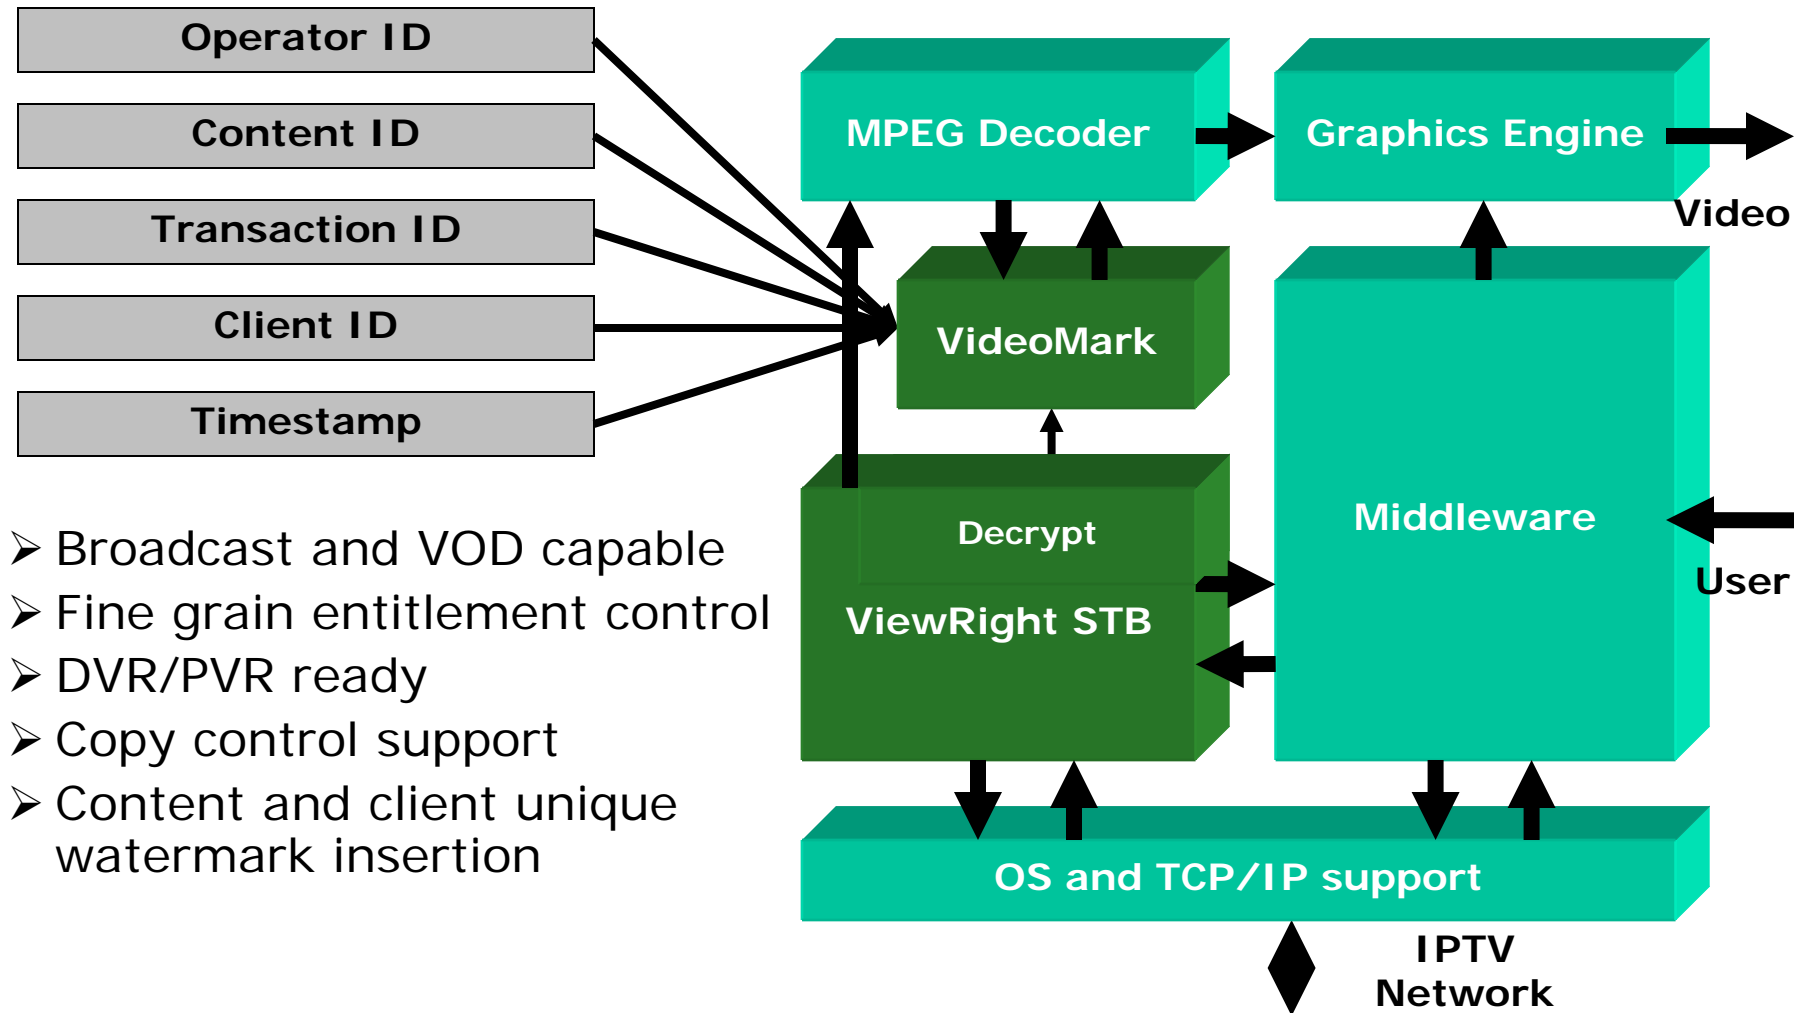 Operator ID
Content ID
Transaction ID
Client ID
Timestamp
➢ Broadcast and VOD capable
➢ Fine grain entitlement control
➢ DVR/PVR ready
➢ Copy control support
➢ Content and client unique
watermark insertion
MPEG Decoder
Graphics Engine
Video
VideoMark
Decrypt
ViewRight STB
Middleware
User
OS and TCP/IP support
IPTV
Network